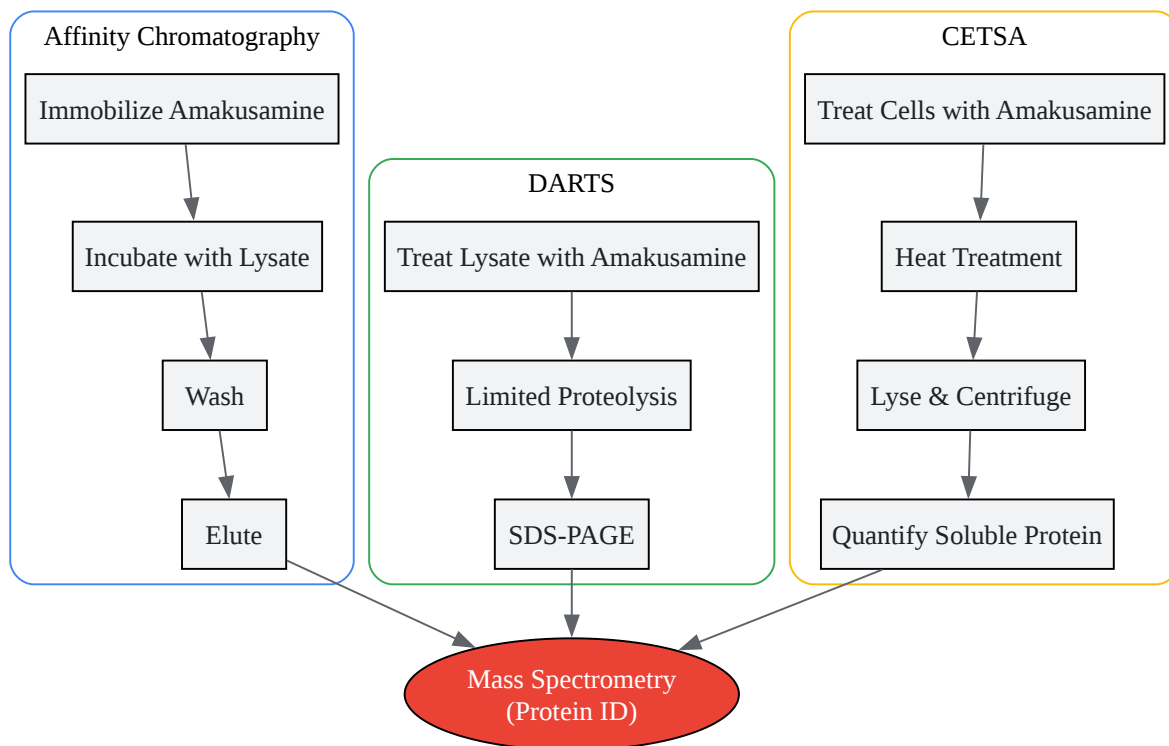 Affinity Chromatography
Immobilize Amakusamine
Incubate with Lysate
Wash
Elute
DARTS
Treat Lysate with Amakusamine
Limited Proteolysis
SDS-PAGE
CETSA
Treat Cells with Amakusamine
Heat Treatment
Lyse & Centrifuge
Quantify Soluble Protein
Mass Spectrometry
(Protein ID)